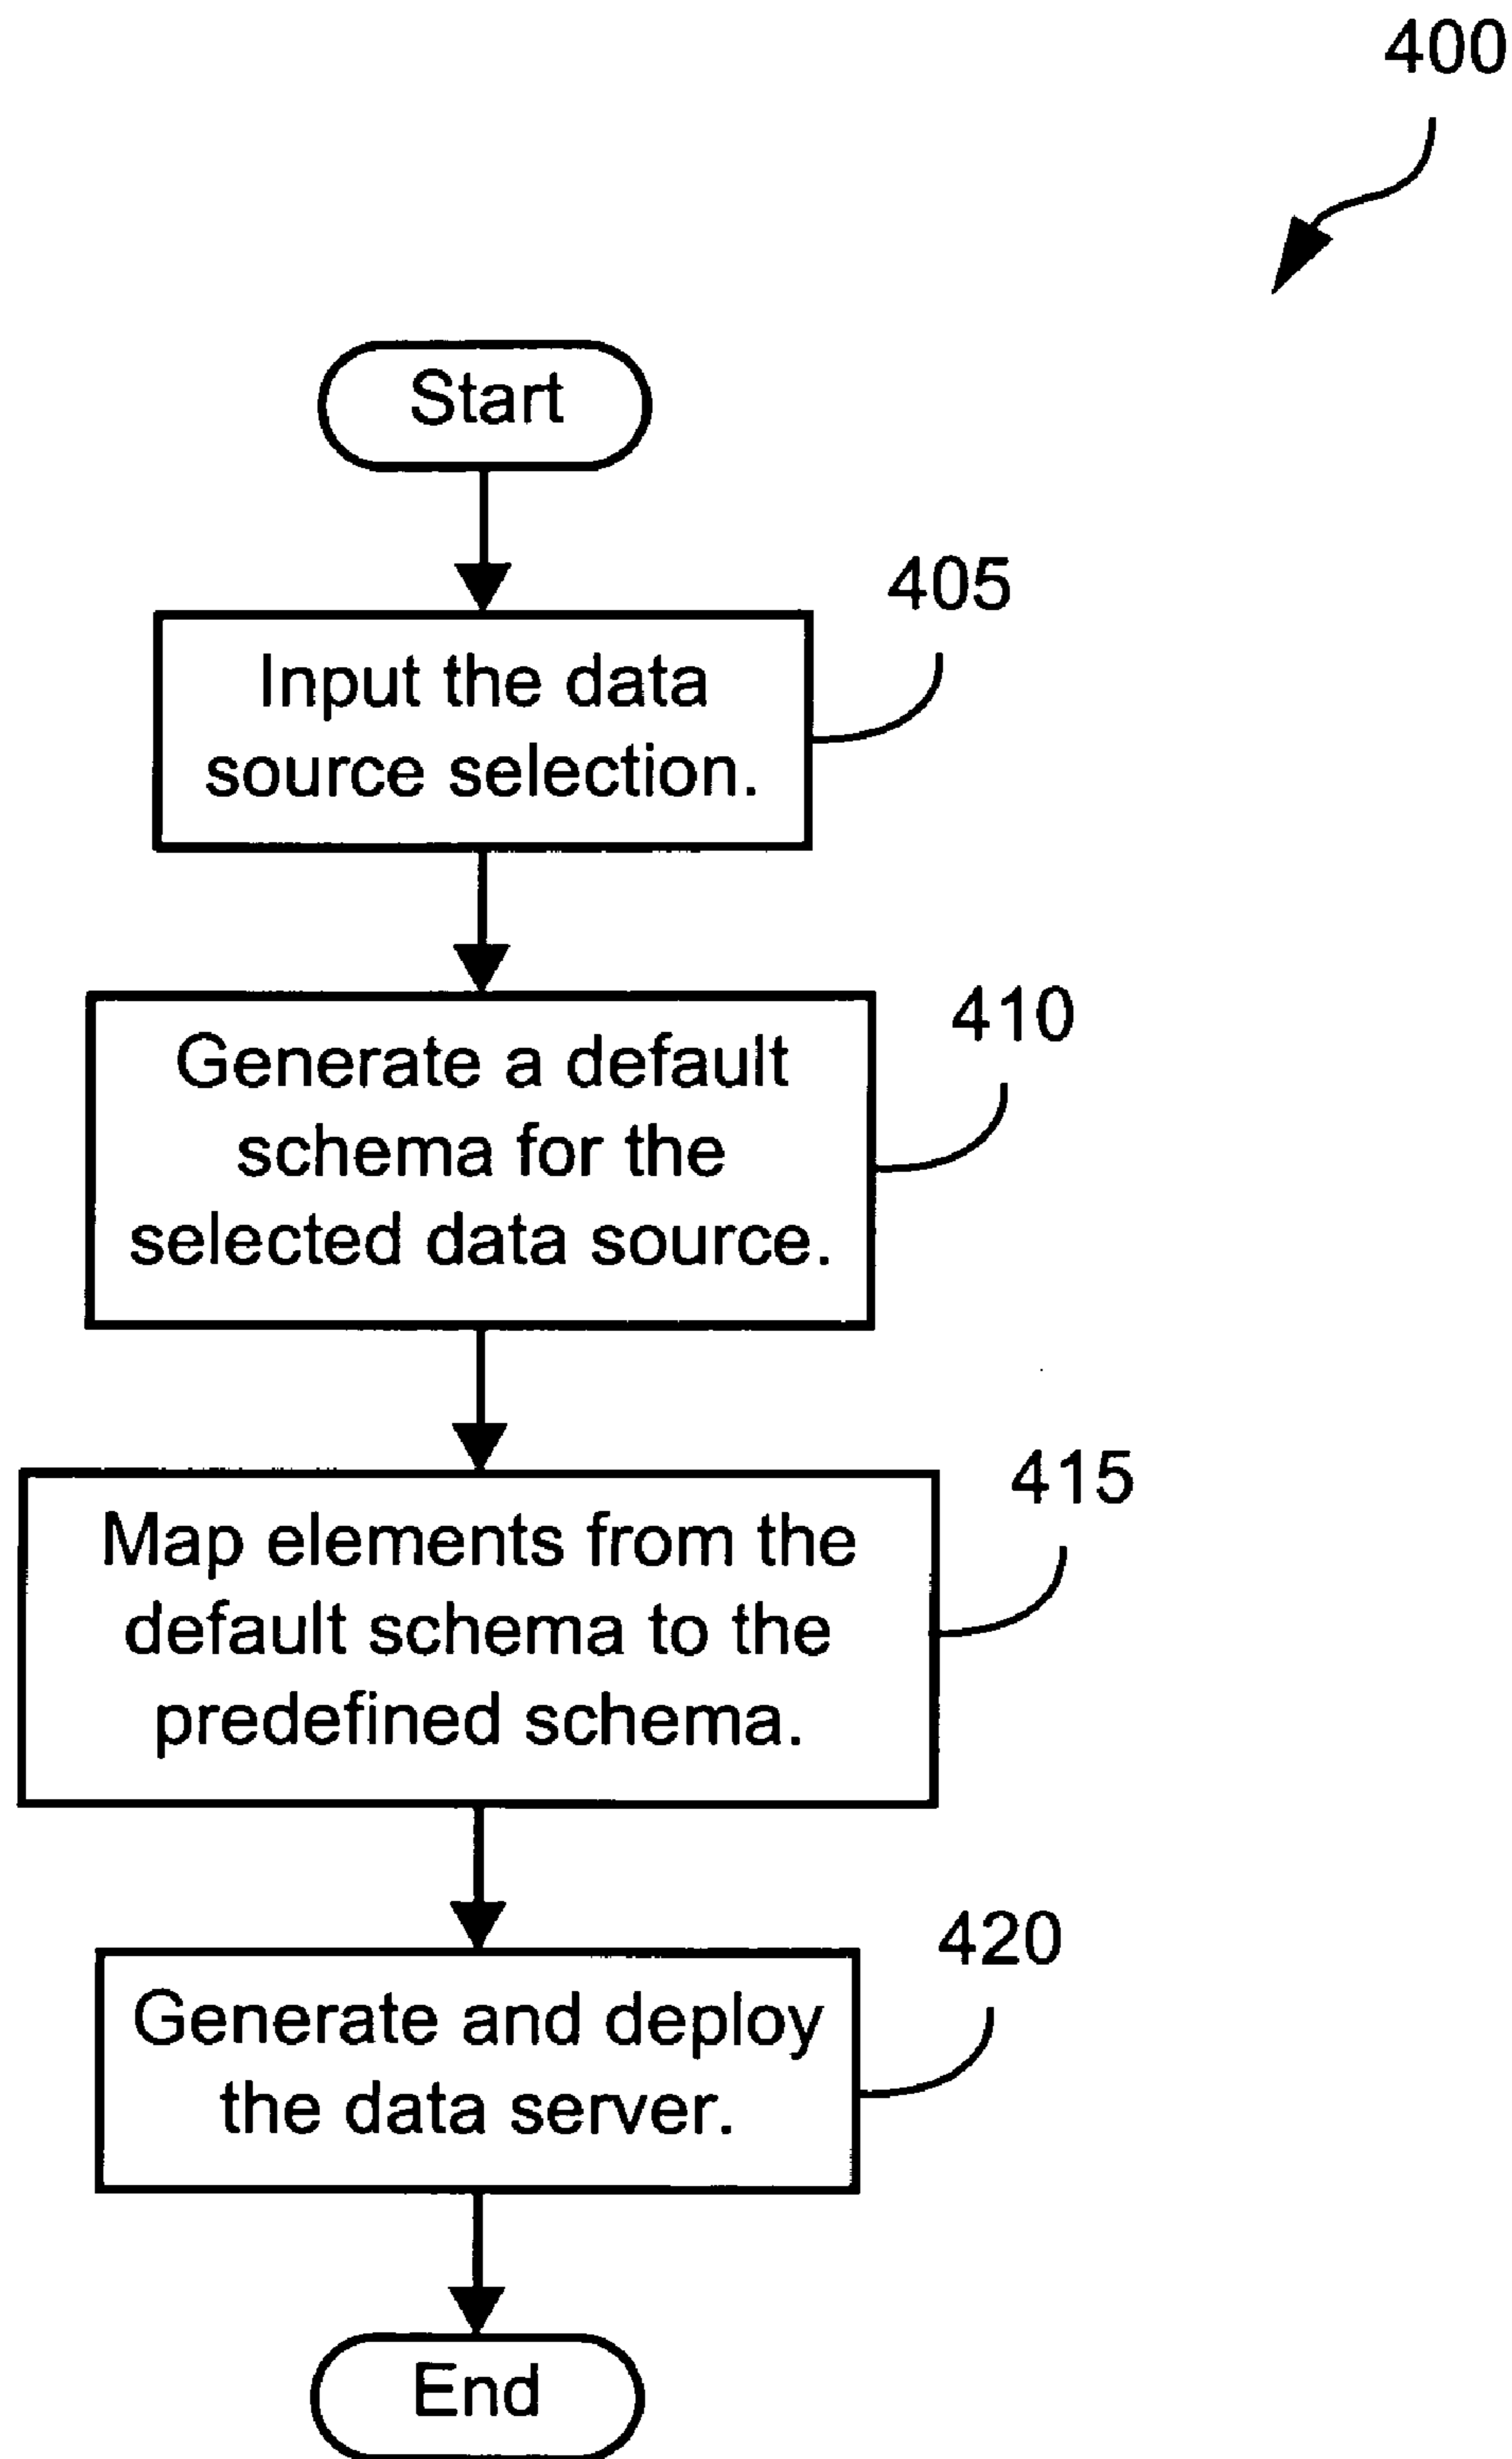 400
Start
405
Input the data
source selection.
410
Generate a default
schema for the
selected data source.
415
Map elements from the
default schema to the
predefined schema.
420
Generate and deploy
the data server.
End